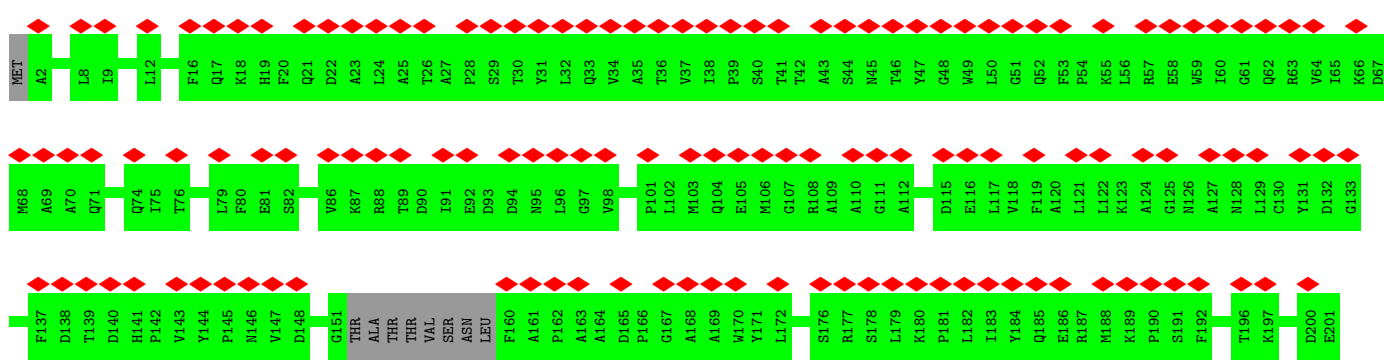 MET A2 L8 I9 L12 F16 Q17 K18 H19 F20 Q21 D22 A23 L24 A25 T26 A27 P28 S29 T30 Y31 L32 Q33 V34 A35 T36 V37 I38 P39 S40 T41 T42 A43 S44 N45 T46 Y47 G48 W49 L50 G51 Q52 F53 P54 K55 L56 R57 E58 W59 I60 G61 Q62 R63 V64 I65 K66 D67
M68 A69 A70 Q71 Q74 I75 T76 L79 F80 E81 S82 V86 K87 R88 T89 D90 I91 E92 D93 D94 N95 L96 G97 V98 P101 L102 M103 Q104 E105 M106 G107 R108 A109 A110 G111 A112 D115 E116 L117 V118 F119 A120 L121 L122 K123 A124 G125 N126 A127 N128 L129 C130 Y131 D132 G133
F137 D138 T139 D140 H141 P142 V143 Y144 P145 N146 V147 D148 G151 THR ALA THR THR VAL SER ASN LEU F160 A161 P162 A163 A164 D165 P166 G167 A168 A169 W170 Y171 L172 S176 R177 S178 L179 K180 P181 L182 I183 Y184 Q185 E186 R187 M188 K189 P190 S191 F192 T196 K197 D200 E201